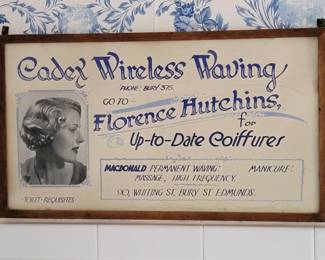 Cadex Wireless Waving
PHONE: BURY 375.
GO TO
Florence Hutchins,
for
Up-to-Date Coiffures
MACDONALD PERMANENT WAVING: MANICURE:
MASSAGE, HIGH FREQUENCY.
90, WHITING ST. BURY ST. EDMUNDS.
TOILET - REQUISITES